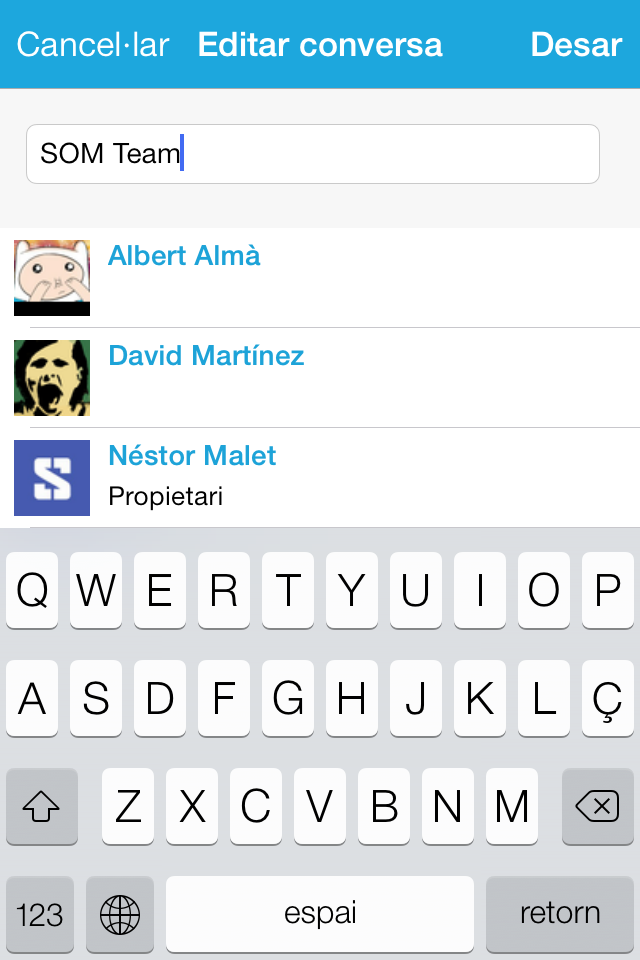 Cancel·lar Editar conversa Desar
SOM Team
Albert Almà
David Martínez
S
Néstor Malet
Propietari
Q W E R T Y U I O P
A S D F G H J K L Ç
Z X C V B N M
123 espai retorn